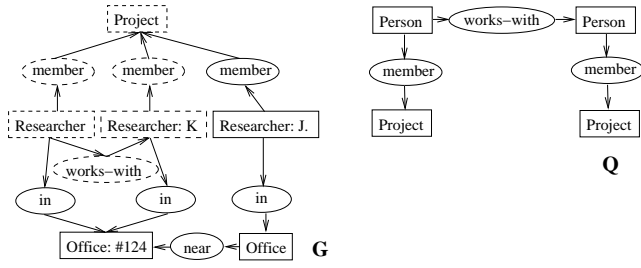 Project
Person works-with Person
member member member
member member
Researcher Researcher: K Researcher: J.
Project Project
works-with
Q
in in in
Office: #124 near Office G